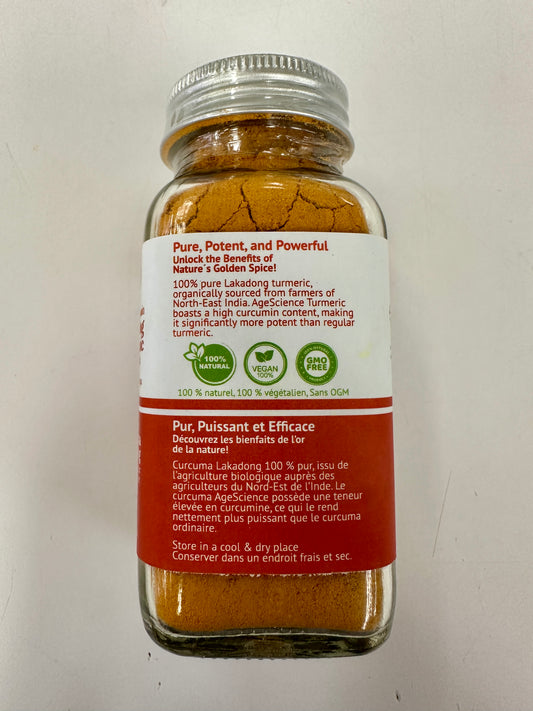 Pure, Potent, and Powerful
Unlock the Benefits of
Nature´s Golden Spice!
100% pure Lakadong turmeric,
organically sourced from farmers of
North-East India. AgeScience Turmeric
boasts a high curcumin content, making
it significantly more potent than regular
turmeric.
100%
NATURAL
VEGAN
100%
GMO
FREE
100 % naturel, 100 % végétalien, Sans OGM
Pur, Puissant et Efficace
Découvrez les bienfaits de l'or
de la nature!
Curcuma Lakadong 100 % pur, issu de
l'agriculture biologique auprès des
agriculteurs du Nord-Est de l'Inde. Le
curcuma AgeScience possède une teneur
élevée en curcumine, ce qui le rend
nettement plus puissant que le curcuma
ordinaire.
Store in a cool & dry place
Conserver dans un endroit frais et sec.